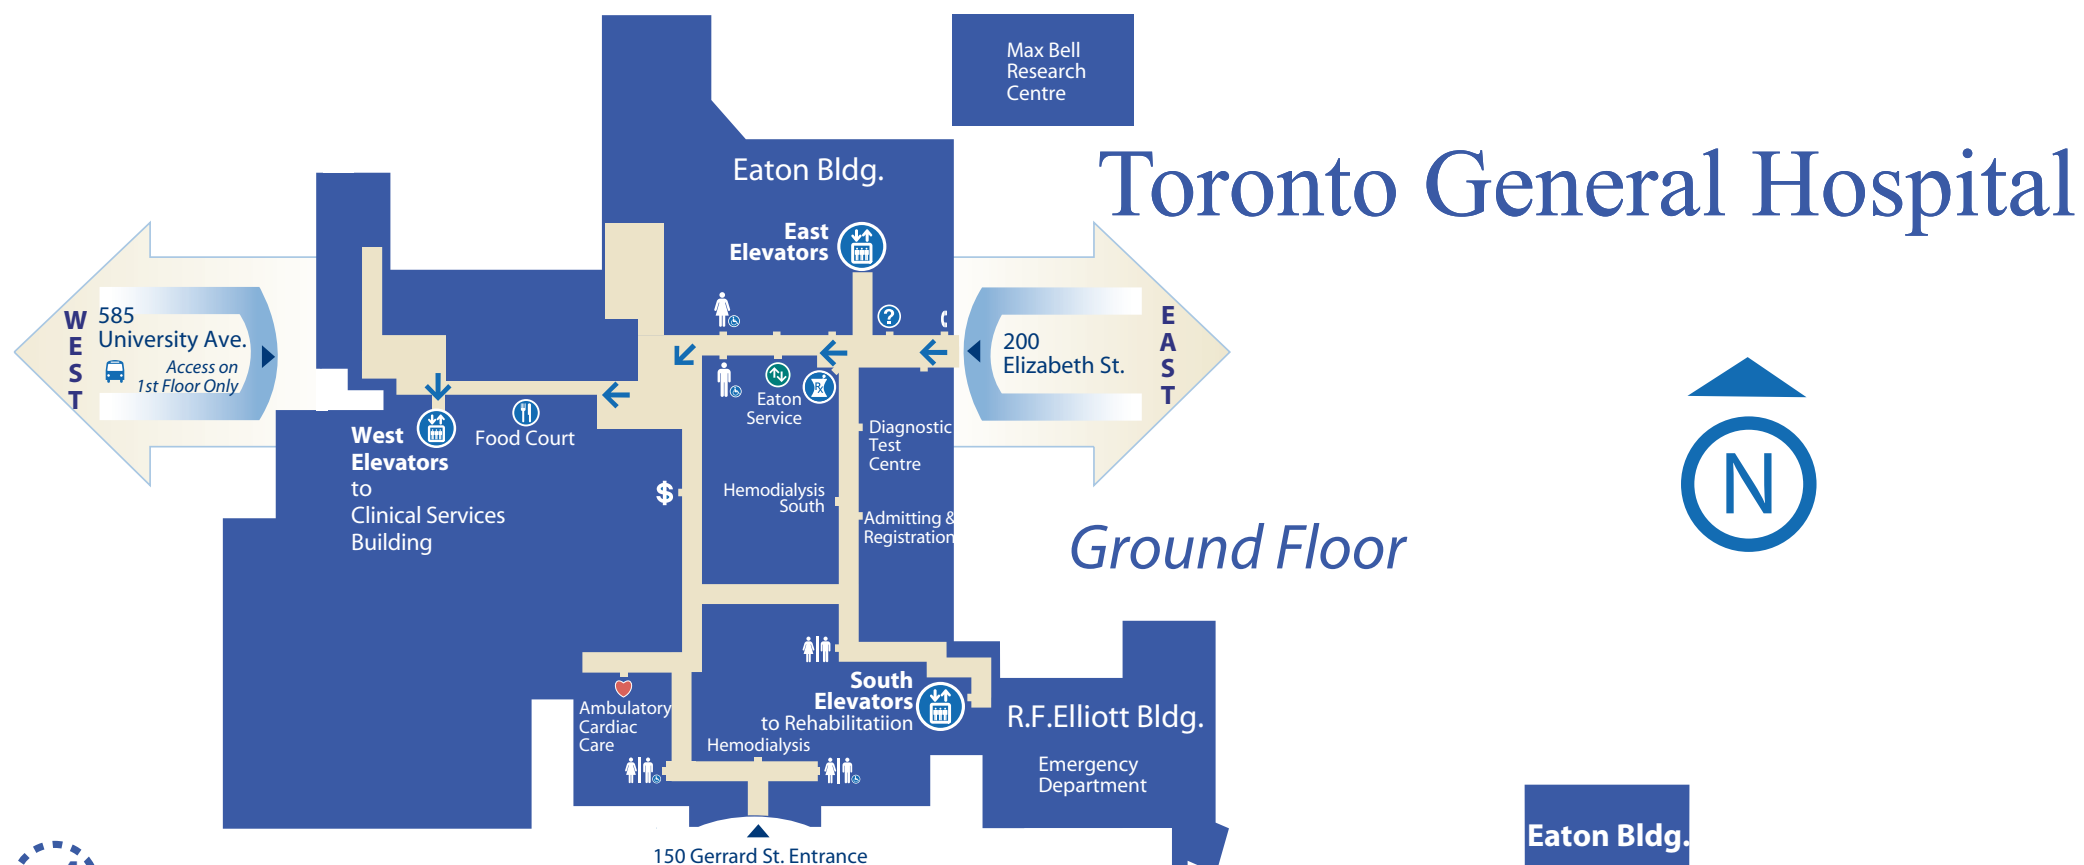 Max Bell
Research
Centre
Toronto General Hospital
Eaton Bldg.
East
Elevators
?
WEST
585
University Ave.
Access on
1st Floor Only
200
Elizabeth St.
EAST
Rx
Eaton
Service
West
Elevators
to
Clinical Services
Building
Food Court
Diagnostic
Test
Centre
$
Hemodialysis
South
Admitting &
Registration
Ground Floor
N
South
Elevators
to Rehabilitatiion
R.F.Elliott Bldg.
Emergency
Department
Ambulatory
Cardiac
Care
Hemodialysis
150 Gerrard St. Entrance
Eaton Bldg.